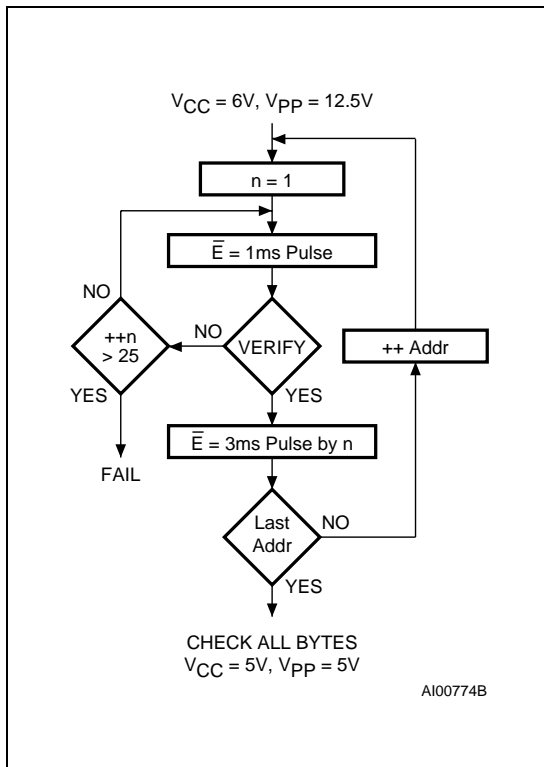 VCC = 6V, VPP = 12.5V
n = 1
E̅ = 1ms Pulse
NO
++n
> 25
NO
VERIFY
++ Addr
YES
YES
E̅ = 3ms Pulse by n
FAIL
Last
Addr
NO
YES
CHECK ALL BYTES
VCC = 5V, VPP = 5V
AI00774B